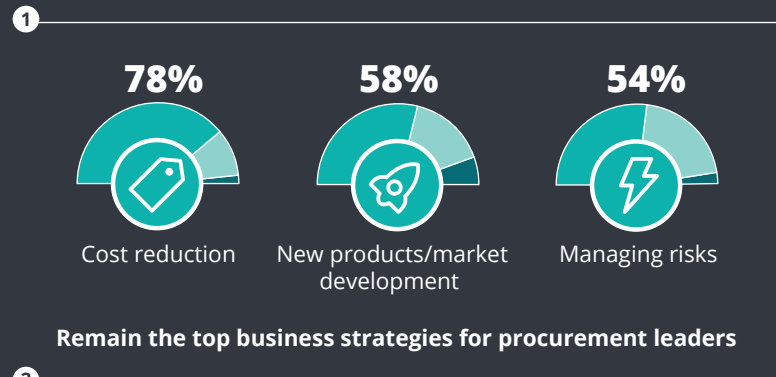 1
78% 58% 54%
Cost reduction New products/market Managing risks
development
Remain the top business strategies for procurement leaders